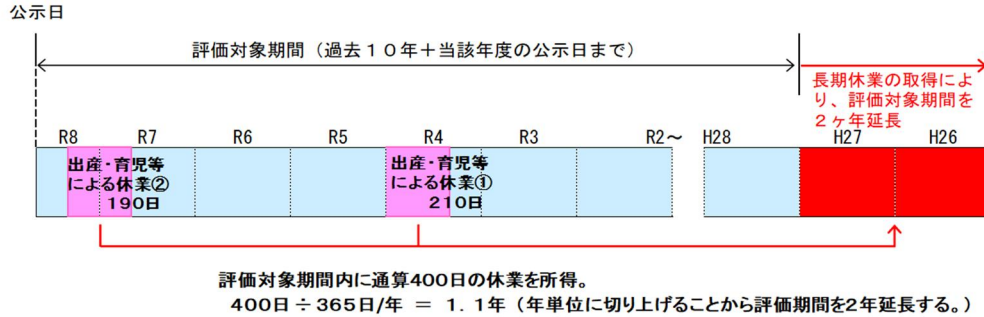 公示日
評価対象期間（過去１０年＋当該年度の公示日まで）
長期休業の取得によ
り、評価対象期間を
２ヶ年延長
R8 R7 R6 R5 R4 R3 R2～ H28 H27 H26
出産・育児等
による休業②
190日
出産・育児等
による休業①
210日
評価対象期間内に通算400日の休業を所得。
400日÷365日/年 ＝ １．１年（年単位に切り上げることから評価期間を2年延長する。）